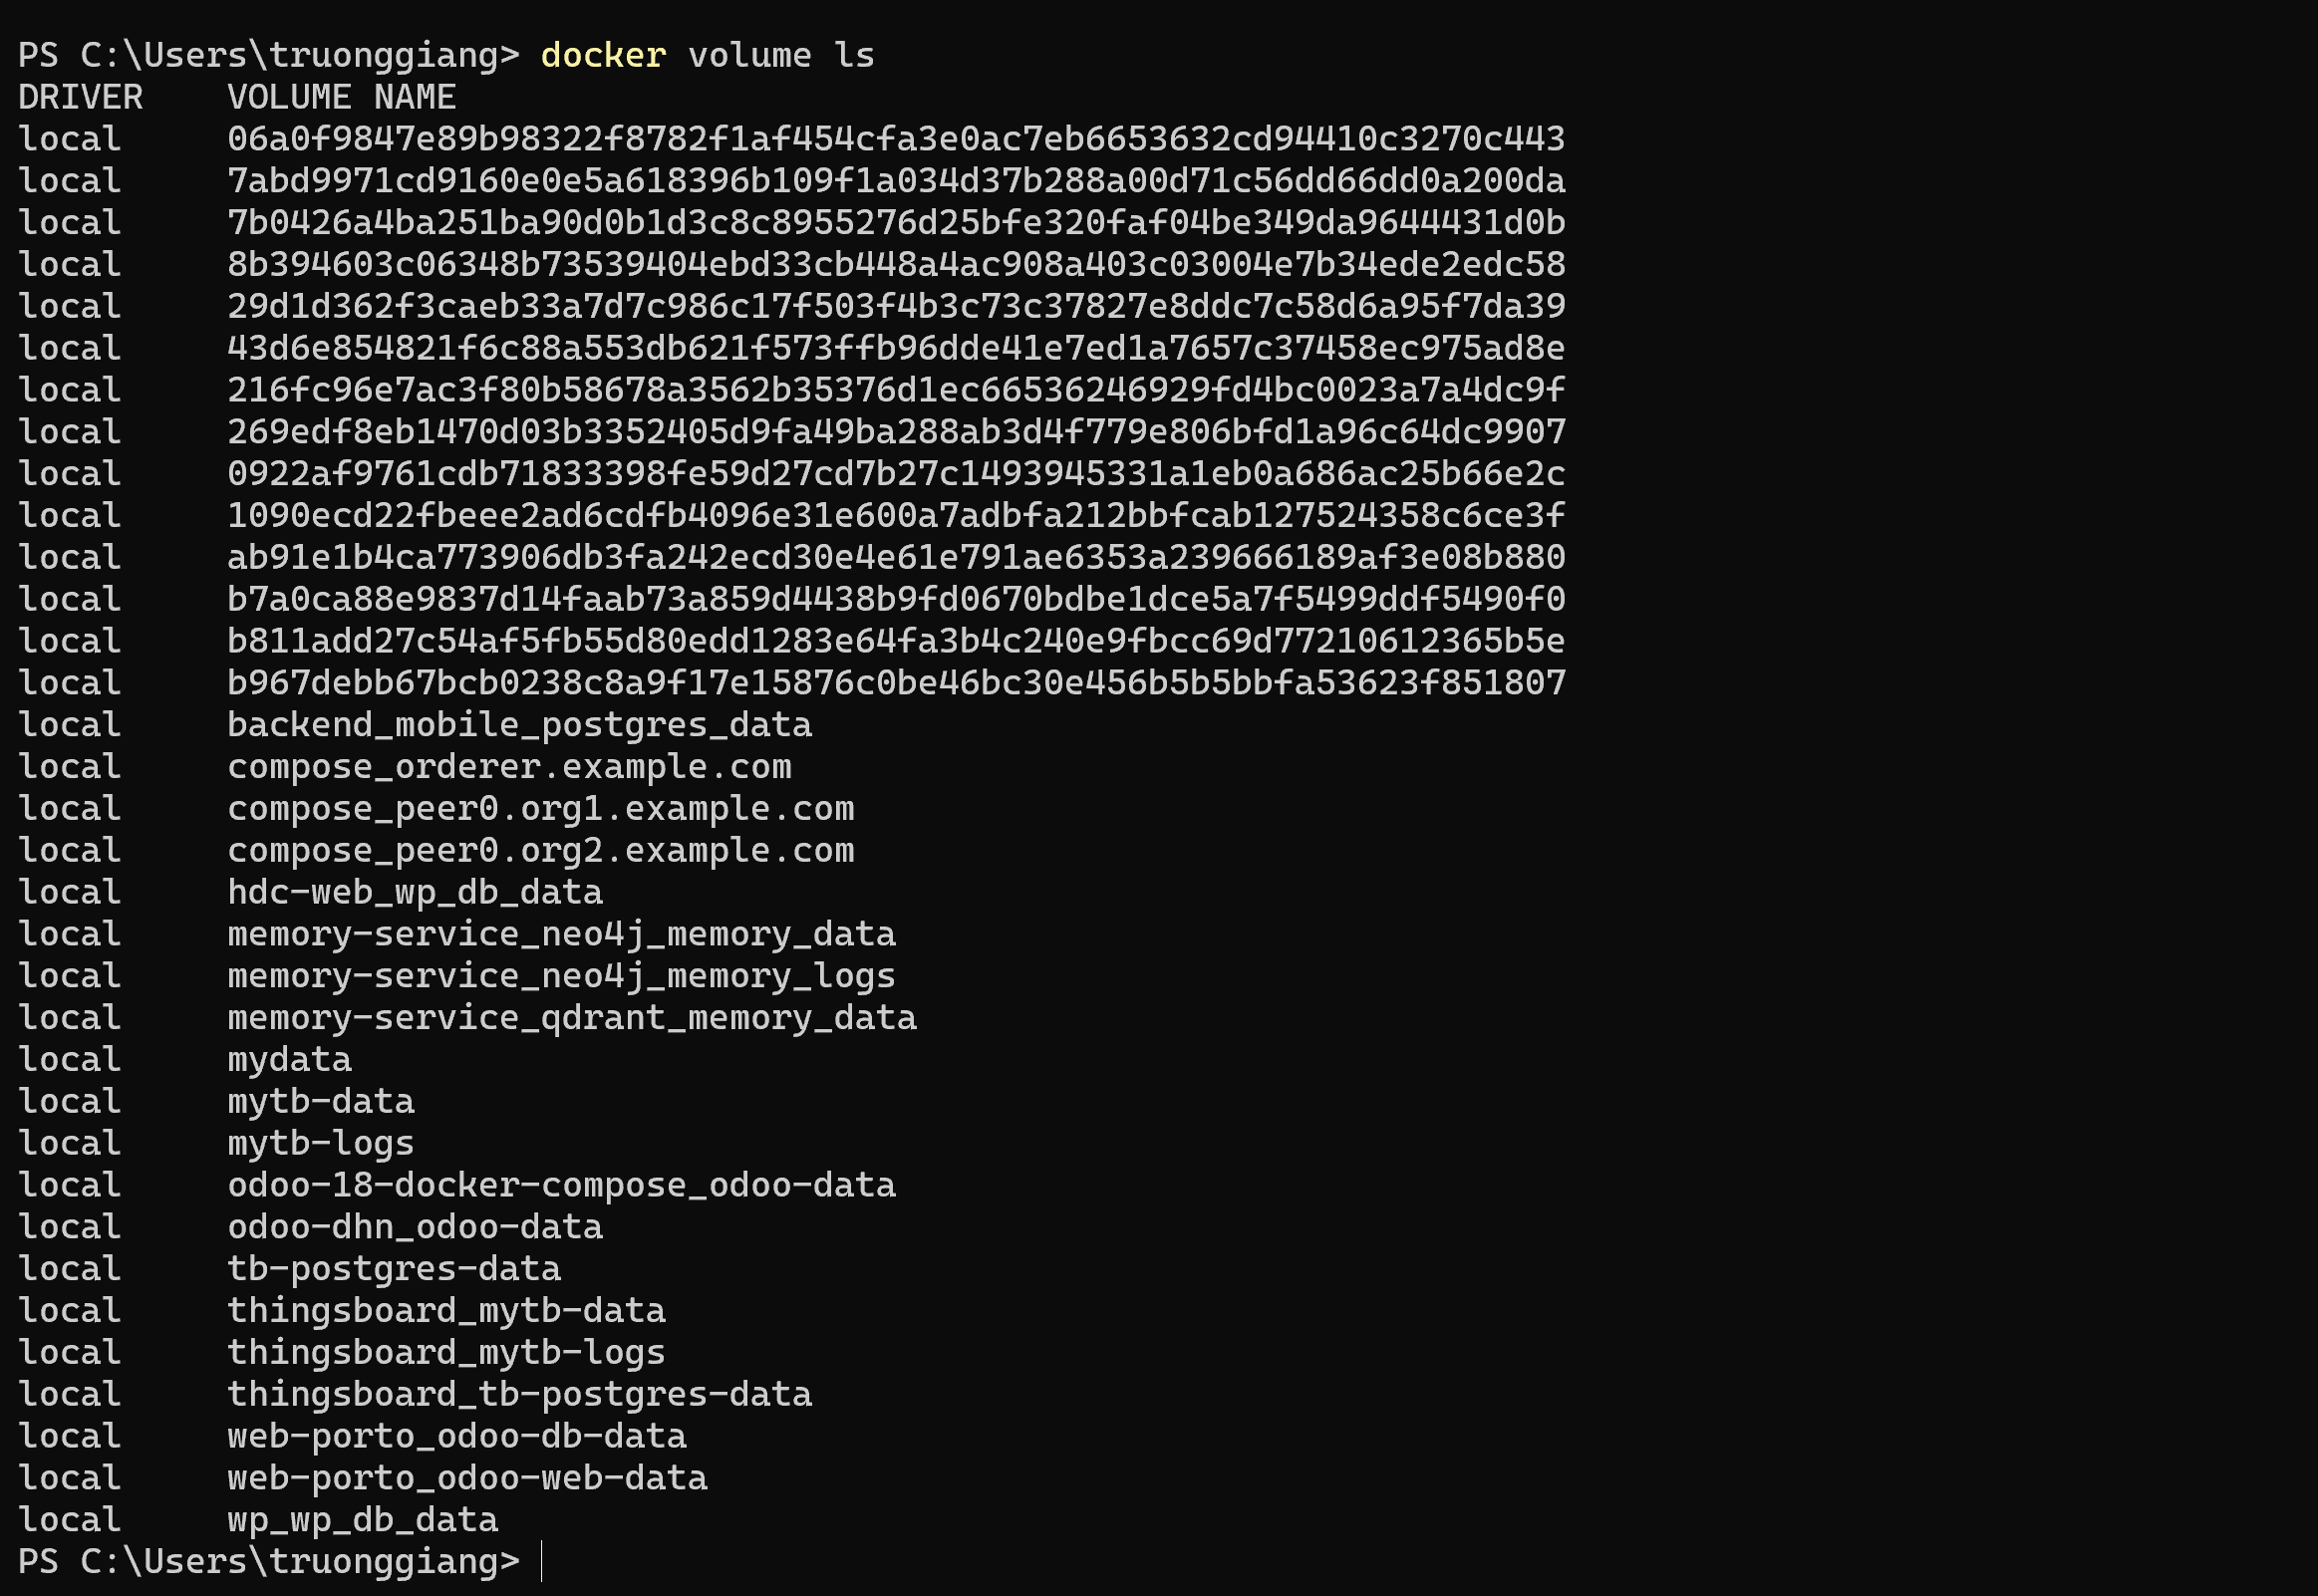 PS C:\Users\truonggiang> docker volume ls
DRIVER    VOLUME NAME
local     06a0f9847e89b98322f8782f1af454cfa3e0ac7eb6653632cd94410c3270c443
local     7abd9971cd9160e0e5a618396b109f1a034d37b288a00d71c56dd66dd0a200da
local     7b0426a4ba251ba90d0b1d3c8c8955276d25bfe320faf04be349da9644431d0b
local     8b394603c06348b73539404ebd33cb448a4ac908a403c03004e7b34ede2edc58
local     29d1d362f3caeb33a7d7c986c17f503f4b3c73c37827e8ddc7c58d6a95f7da39
local     43d6e854821f6c88a553db621f573ffb96dde41e7ed1a7657c37458ec975ad8e
local     216fc96e7ac3f80b58678a3562b35376d1ec66536246929fd4bc0023a7a4dc9f
local     269edf8eb1470d03b3352405d9fa49ba288ab3d4f779e806bfd1a96c64dc9907
local     0922af9761cdb71833398fe59d27cd7b27c1493945331a1eb0a686ac25b66e2c
local     1090ecd22fbeee2ad6cdfb4096e31e600a7adbfa212bbfcab127524358c6ce3f
local     ab91e1b4ca773906db3fa242ecd30e4e61e791ae6353a239666189af3e08b880
local     b7a0ca88e9837d14faab73a859d4438b9fd0670bdbe1dce5a7f5499ddf5490f0
local     b811add27c54af5fb55d80edd1283e64fa3b4c240e9fbcc69d77210612365b5e
local     b967debb67bcb0238c8a9f17e15876c0be46bc30e456b5b5bbfa53623f851807
local     backend_mobile_postgres_data
local     compose_orderer.example.com
local     compose_peer0.org1.example.com
local     compose_peer0.org2.example.com
local     hdc-web_wp_db_data
local     memory-service_neo4j_memory_data
local     memory-service_neo4j_memory_logs
local     memory-service_qdrant_memory_data
local     mydata
local     mytb-data
local     mytb-logs
local     odoo-18-docker-compose_odoo-data
local     odoo-dhn_odoo-data
local     tb-postgres-data
local     thingsboard_mytb-data
local     thingsboard_mytb-logs
local     thingsboard_tb-postgres-data
local     web-porto_odoo-db-data
local     web-porto_odoo-web-data
local     wp_wp_db_data
PS C:\Users\truonggiang>